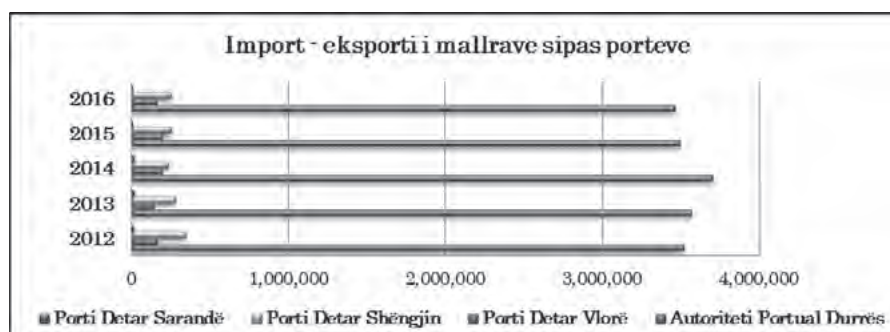 Import - eksporti i mallrave sipas porteve
2016
2015
2014
2013
2012
0 1,000,000 2,000,000 3,000,000 4,000,000
Porti Detar Sarandë Porti Detar Shëngjin Porti Detar Vlorë Autoriteti Portual Durrës